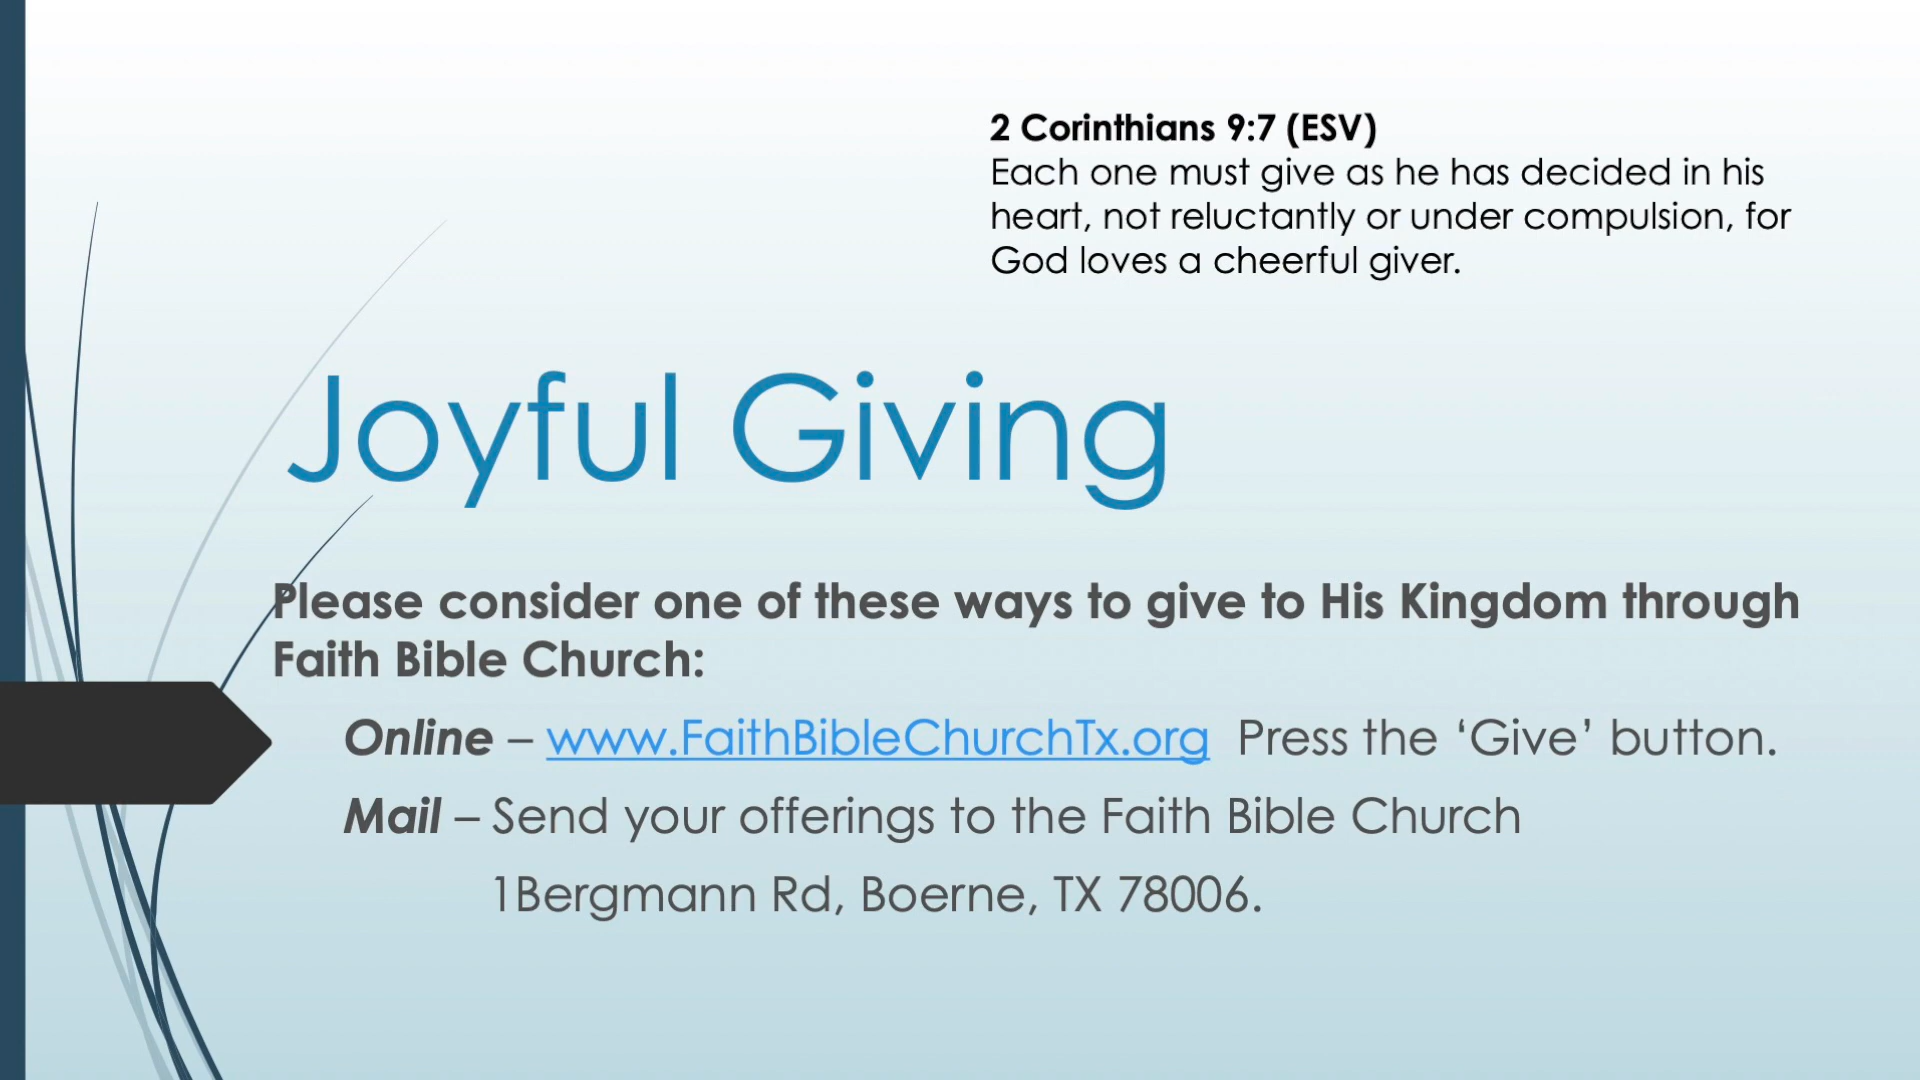 2 Corinthians 9:7 (ESV)
Each one must give as he has decided in his
heart, not reluctantly or under compulsion, for
God loves a cheerful giver.
Joyful Giving
Please consider one of these ways to give to His Kingdom through
Faith Bible Church:
Online – www.FaithBibleChurchTx.org  Press the ‘Give’ button.
Mail – Send your offerings to the Faith Bible Church
1Bergmann Rd, Boerne, TX 78006.